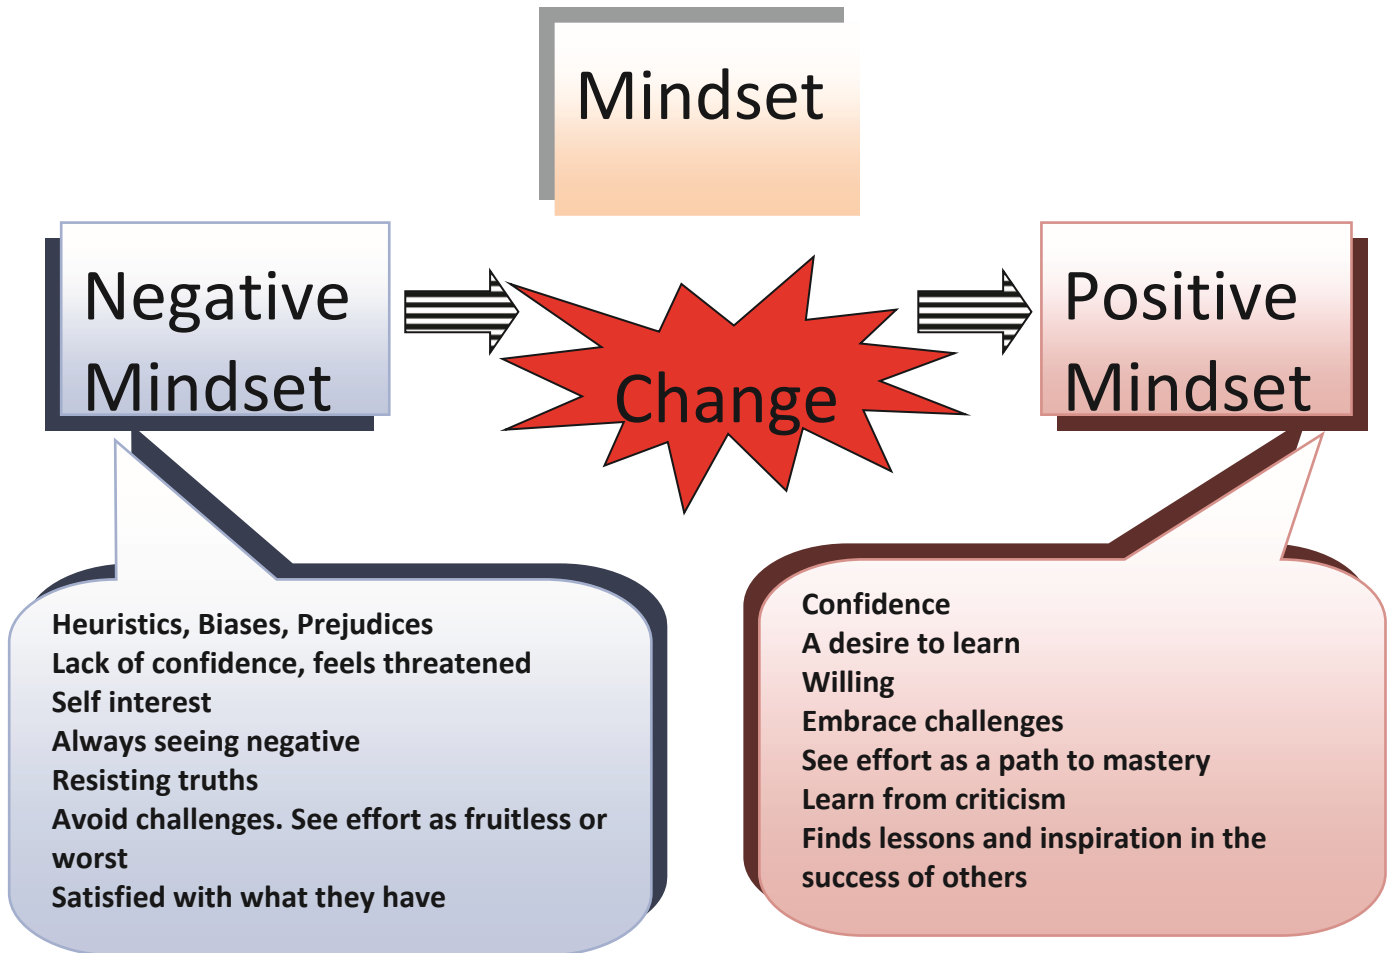 Mindset
Negative
Mindset
Change
Positive
Mindset
Heuristics, Biases, Prejudices
Lack of confidence, feels threatened
Self interest
Always seeing negative
Resisting truths
Avoid challenges. See effort as fruitless or
worst
Satisfied with what they have
Confidence
A desire to learn
Willing
Embrace challenges
See effort as a path to mastery
Learn from criticism
Finds lessons and inspiration in the
success of others